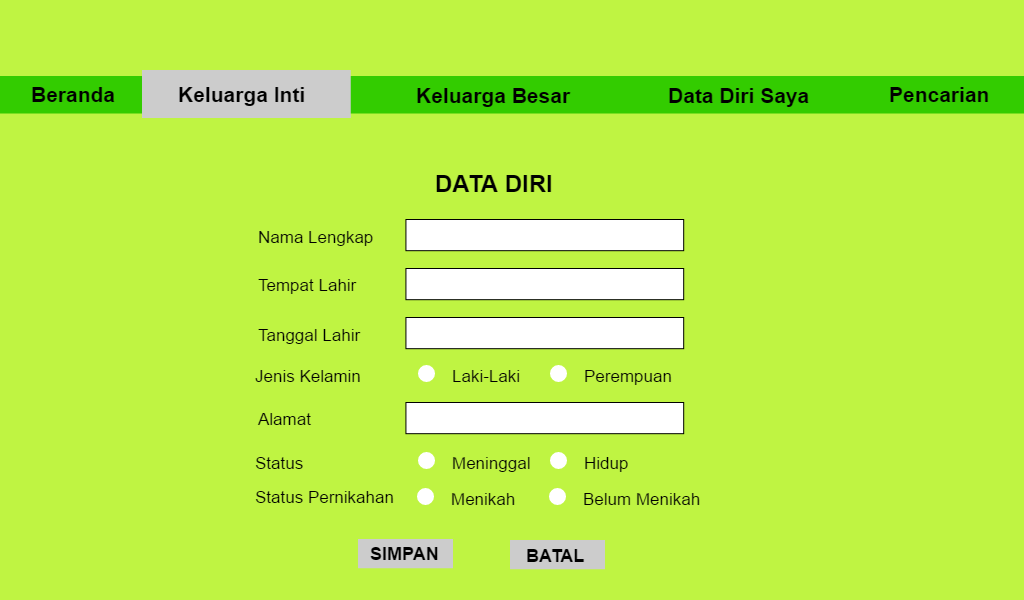 Beranda Keluarga Inti Keluarga Besar Data Diri Saya Pencarian
DATA DIRI
Nama Lengkap
Tempat Lahir
Tanggal Lahir
Jenis Kelamin Laki-Laki Perempuan
Alamat
Status Meninggal Hidup
Status Pernikahan Menikah Belum Menikah
SIMPAN BATAL